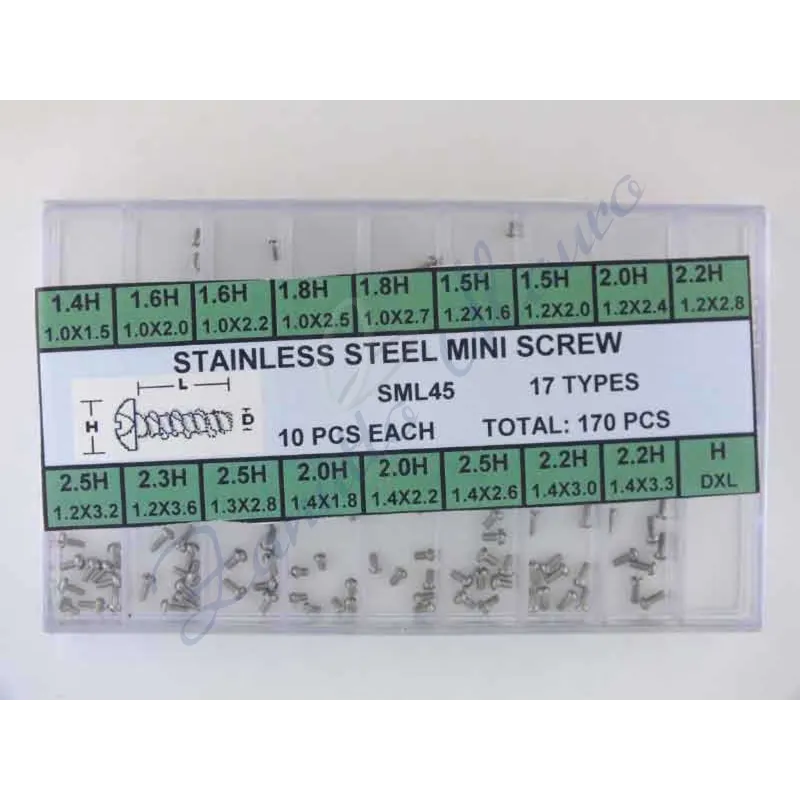 1.4H 1.6H 1.6H 1.8H 1.8H 1.5H 1.5H 2.0H 2.2H
1.0X1.5 1.0X2.0 1.0X2.2 1.0X2.5 1.0X2.7 1.2X1.6 1.2X2.0 1.2X2.4 1.2X2.8
STAINLESS STEEL MINI SCREW
L
SML45 17 TYPES
H D
10 PCS EACH TOTAL: 170 PCS
2.5H 2.3H 2.5H 2.0H 2.0H 2.5H 2.2H 2.2H H
1.2X3.2 1.2X3.6 1.3X2.8 1.4X1.8 1.4X2.2 1.4X2.6 1.4X3.0 1.4X3.3 DXL